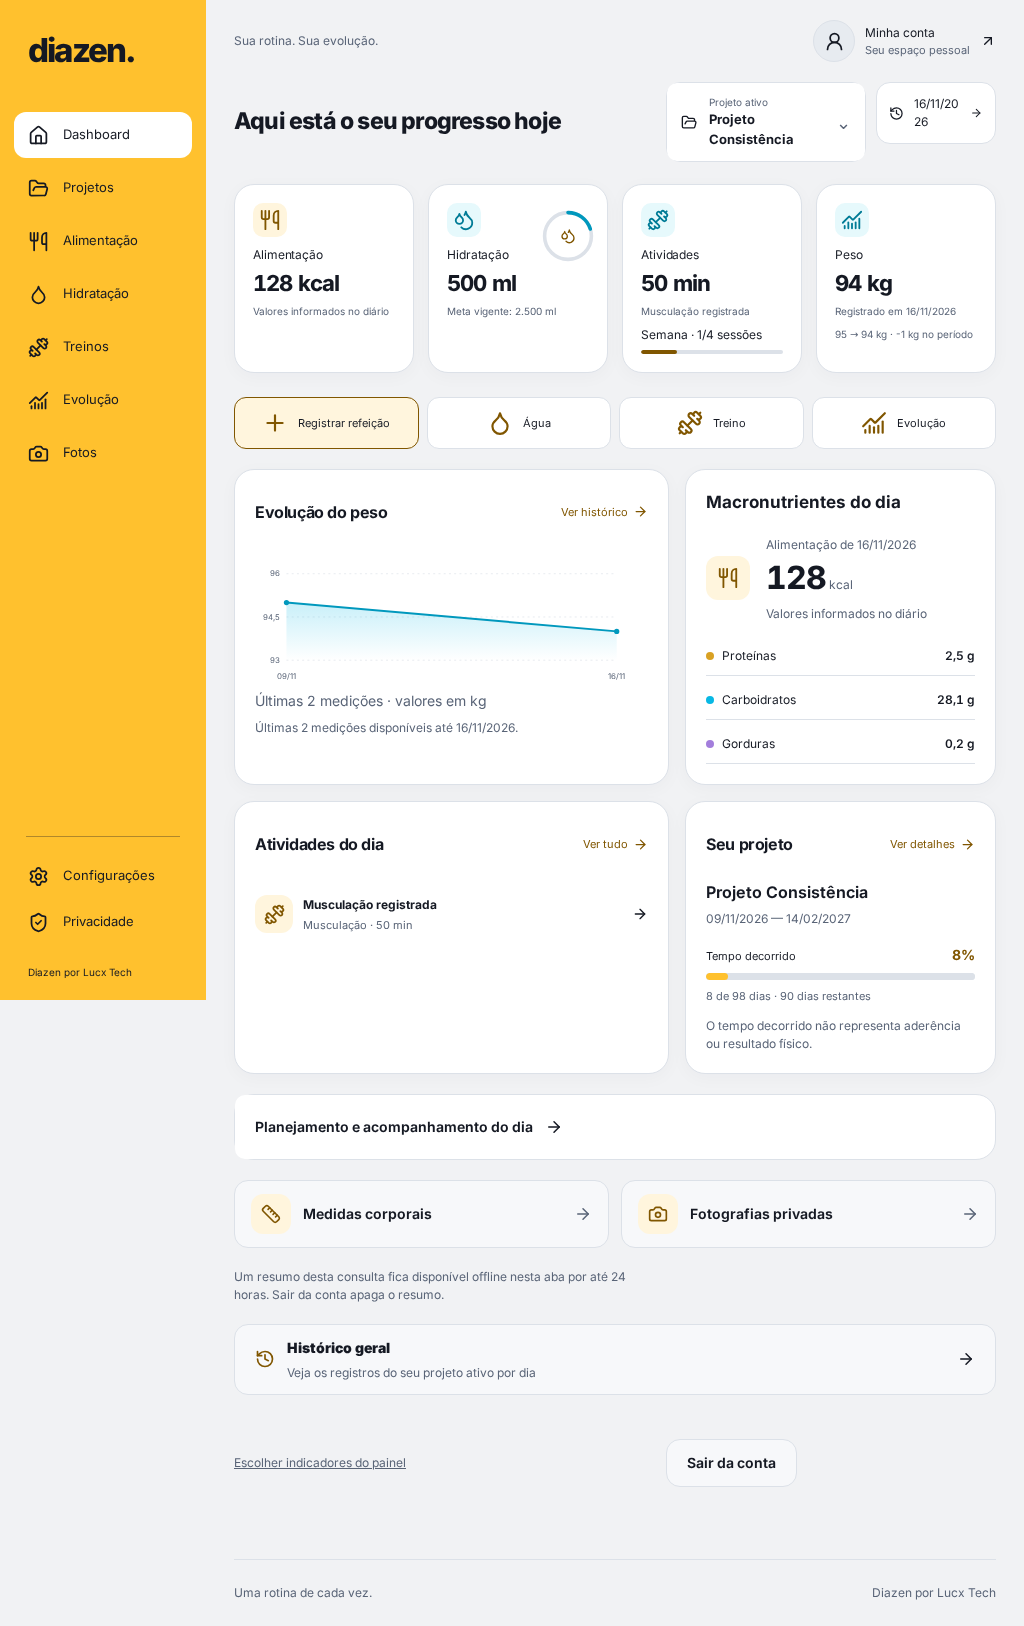 diazen.
Dashboard
Projetos
Alimentação
Hidratação
Treinos
Evolução
Fotos
Configurações
Privacidade
Diazen por Lucx Tech
Sua rotina. Sua evolução.
Minha conta
Seu espaço pessoal
Aqui está o seu progresso hoje
Projeto ativo
Projeto
Consistência
16/11/20
26
Alimentação
128 kcal
Valores informados no diário
Hidratação
500 ml
Meta vigente: 2.500 ml
Atividades
50 min
Musculação registrada
Semana · 1/4 sessões
Peso
94 kg
Registrado em 16/11/2026
95 → 94 kg · -1 kg no período
Registrar refeição
Água
Treino
Evolução
Evolução do peso
Ver histórico
96
94,5
93
09/11
16/11
Últimas 2 medições · valores em kg
Últimas 2 medições disponíveis até 16/11/2026.
Macronutrientes do dia
Alimentação de 16/11/2026
128 kcal
Valores informados no diário
Proteínas 2,5 g
Carboidratos 28,1 g
Gorduras 0,2 g
Atividades do dia
Ver tudo
Musculação registrada
Musculação · 50 min
Seu projeto
Ver detalhes
Projeto Consistência
09/11/2026 — 14/02/2027
Tempo decorrido 8%
8 de 98 dias · 90 dias restantes
O tempo decorrido não representa aderência
ou resultado físico.
Planejamento e acompanhamento do dia
Medidas corporais
Fotografias privadas
Um resumo desta consulta fica disponível offline nesta aba por até 24
horas. Sair da conta apaga o resumo.
Histórico geral
Veja os registros do seu projeto ativo por dia
Escolher indicadores do painel
Sair da conta
Uma rotina de cada vez.
Diazen por Lucx Tech